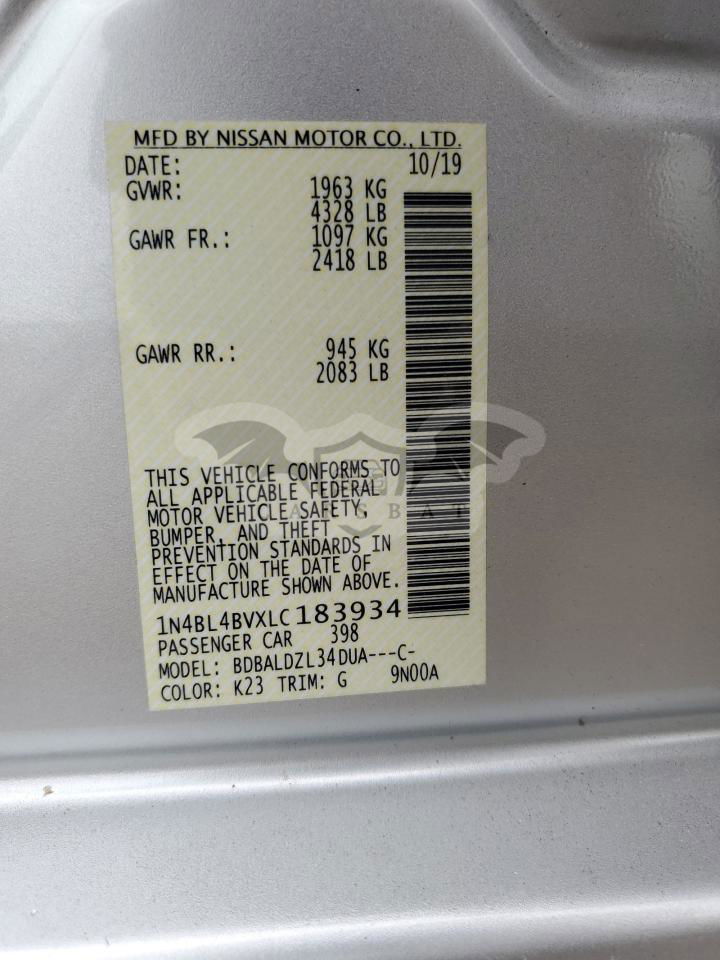 MFD BY NISSAN MOTOR CO., LTD.
DATE: 10/19
GVWR: 1963 KG
4328 LB
GAWR FR.: 1097 KG
2418 LB
GAWR RR.: 945 KG
2083 LB
THIS VEHICLE CONFORMS TO
ALL APPLICABLE FEDERAL
MOTOR VEHICLE SAFETY,
BUMPER, AND THEFT
PREVENTION STANDARDS IN
EFFECT ON THE DATE OF
MANUFACTURE SHOWN ABOVE.
1N4BL4BVXLC183934
PASSENGER CAR 398
MODEL: BDBALDZL34DUA---C-
COLOR: K23 TRIM: G 9N00A